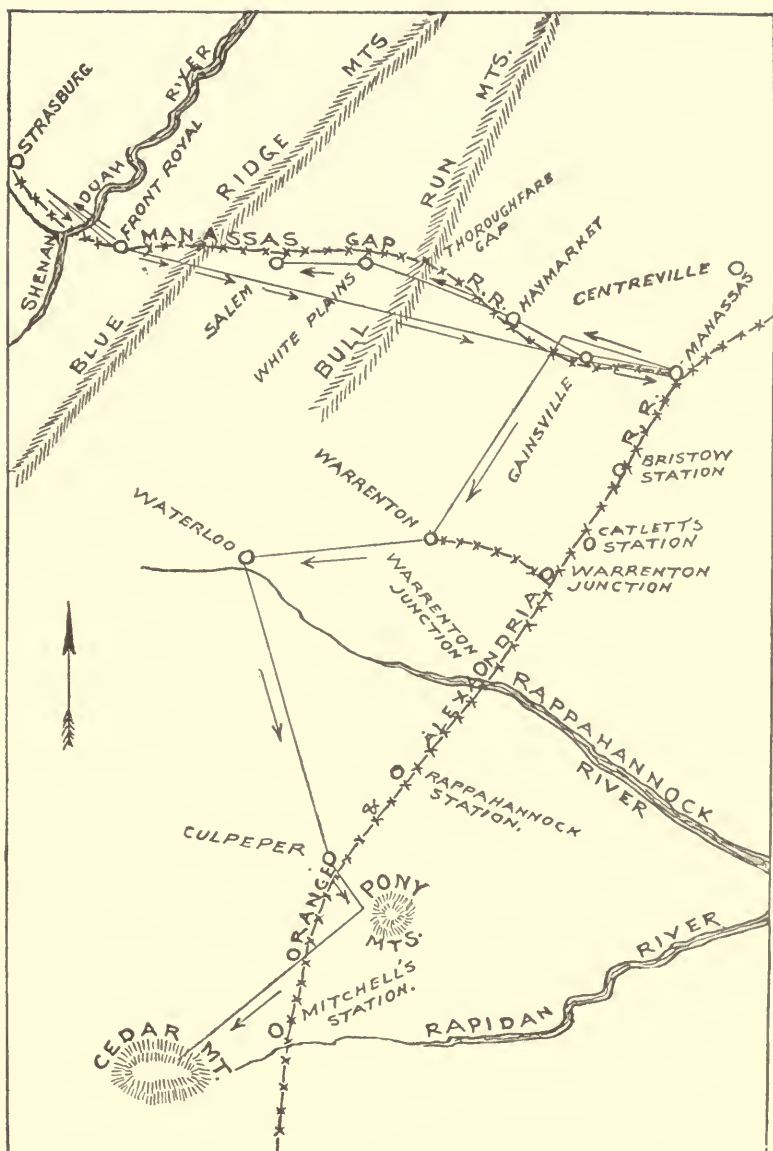 STRASBURG
SHENANDOAH
RIVER
FRONT ROYAL
BLUE RIDGE MTS
BULL RUN MTS.
MANASSAS GAP R.R.
THOROUGHFARE
GAP
SALEM
WHITE PLAINS
HAYMARKET
CENTREVILLE
MANASSAS
GAINSVILLE
BRISTOW
STATION
WARRENTON
CATLETT'S
STATION
WATERLOO
WARRENTON
JUNCTION
WARRENTON
JUNCTION
ORANGE & ALEXONDRIA R.R.
RAPPAHANNOCK
RIVER
RAPPAHANNOCK
STATION.
CULPEPER
PONY
MTS.
MITCHELL'S
STATION.
CEDAR MT.
RAPIDAN RIVER